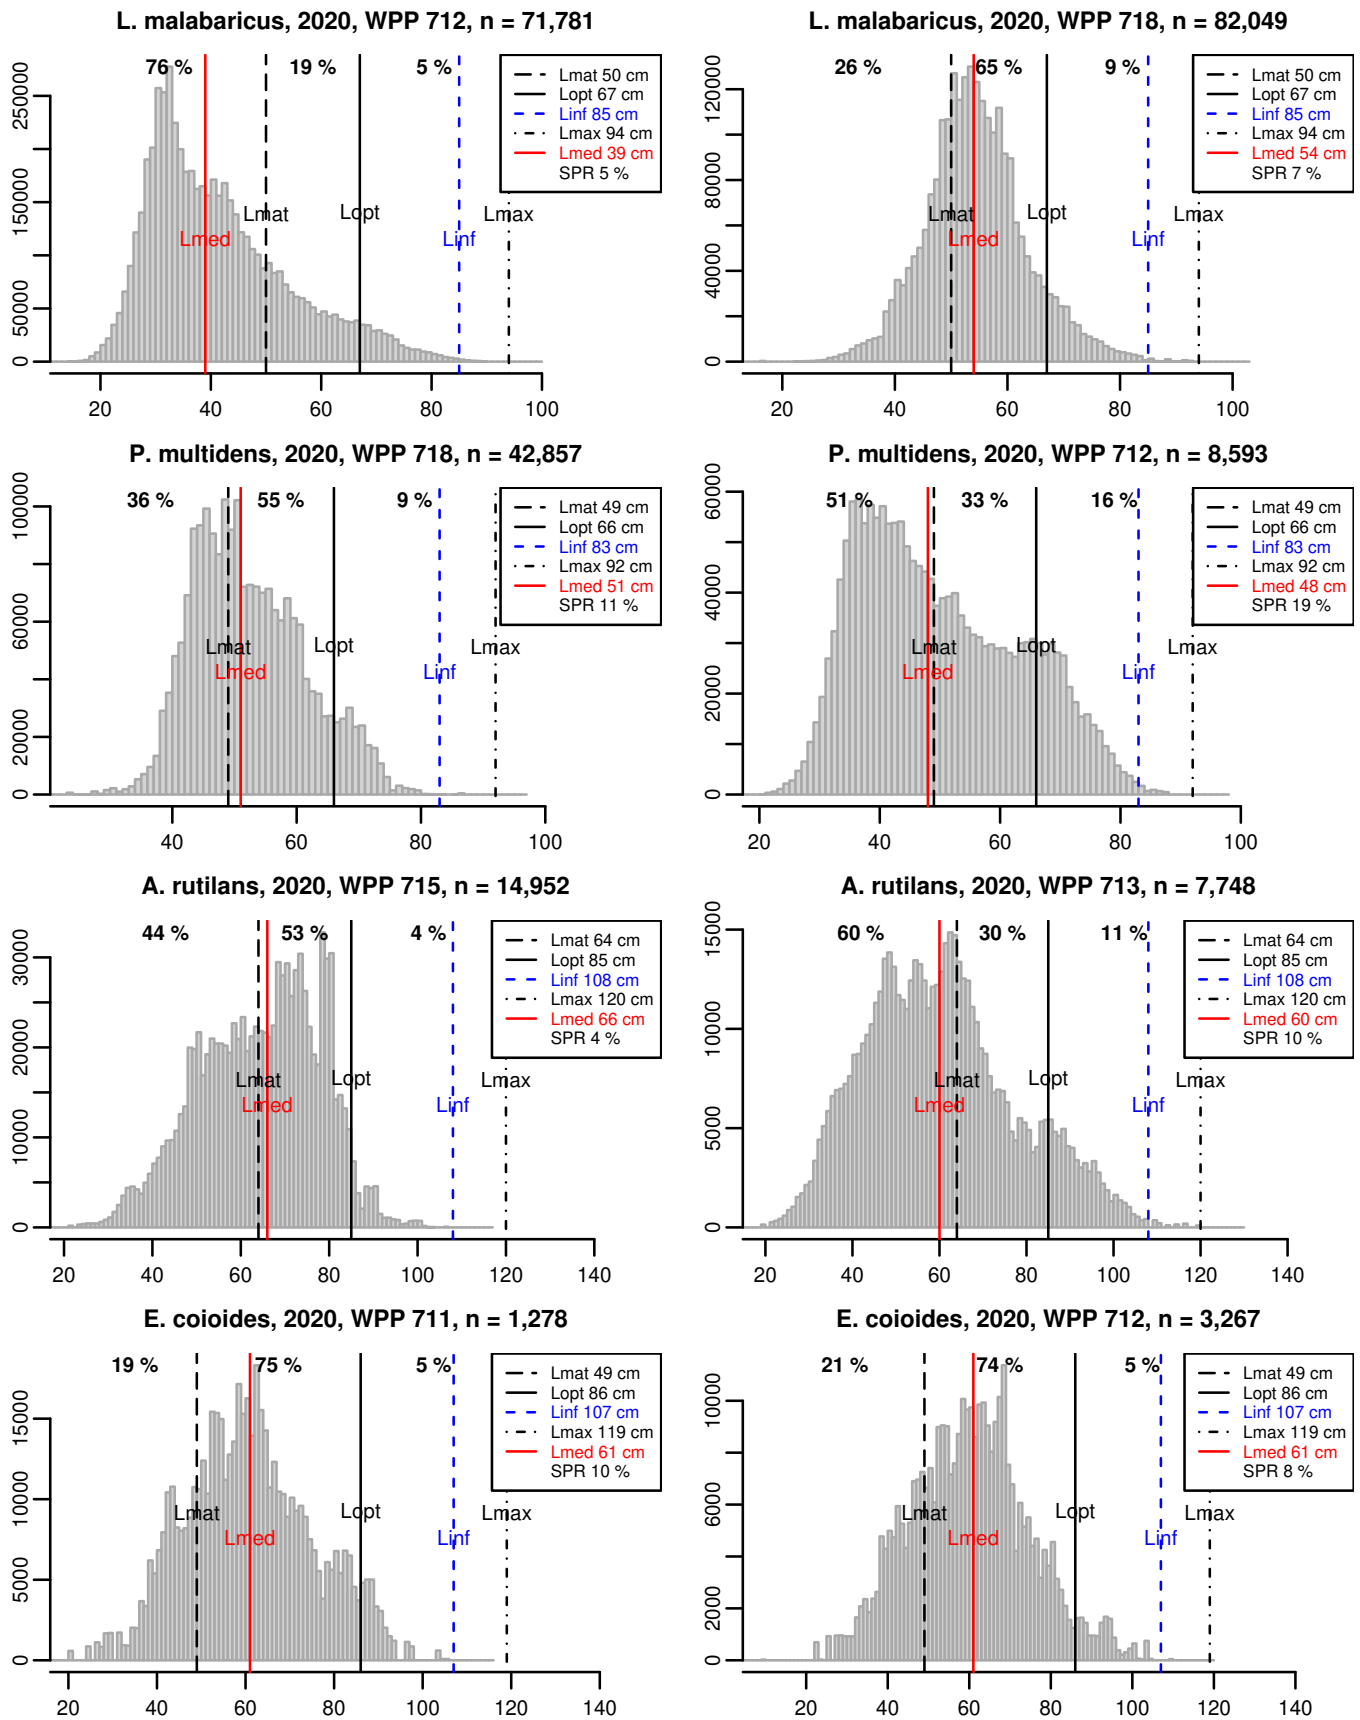 L. malabaricus, 2020, WPP 712, n = 71,781
76 % 19 % 5 %
Lmat 50 cm
Lopt 67 cm
Linf 85 cm
Lmax 94 cm
Lmed 39 cm
SPR 5 %
Lmat Lopt Lmax
Lmed Linf
0 50000 150000 250000
20 40 60 80 100
L. malabaricus, 2020, WPP 718, n = 82,049
26 % 65 % 9 %
Lmat 50 cm
Lopt 67 cm
Linf 85 cm
Lmax 94 cm
Lmed 54 cm
SPR 7 %
Lmat Lopt Lmax
Lmed Linf
0 40000 80000 120000
20 40 60 80 100
P. multidens, 2020, WPP 718, n = 42,857
36 % 55 % 9 %
Lmat 49 cm
Lopt 66 cm
Linf 83 cm
Lmax 92 cm
Lmed 51 cm
SPR 11 %
Lmat Lopt Lmax
Lmed Linf
0 20000 60000 100000
40 60 80 100
P. multidens, 2020, WPP 712, n = 8,593
51 % 33 % 16 %
Lmat 49 cm
Lopt 66 cm
Linf 83 cm
Lmax 92 cm
Lmed 48 cm
SPR 19 %
Lmat Lopt Lmax
Lmed Linf
0 20000 40000 60000
20 40 60 80 100
A. rutilans, 2020, WPP 715, n = 14,952
44 % 53 % 4 %
Lmat 64 cm
Lopt 85 cm
Linf 108 cm
Lmax 120 cm
Lmed 66 cm
SPR 4 %
Lmat Lopt Lmax
Lmed Linf
0 10000 20000 30000
20 40 60 80 100 120 140
A. rutilans, 2020, WPP 713, n = 7,748
60 % 30 % 11 %
Lmat 64 cm
Lopt 85 cm
Linf 108 cm
Lmax 120 cm
Lmed 60 cm
SPR 10 %
Lmat Lopt Lmax
Lmed Linf
0 5000 10000 15000
20 40 60 80 100 120 140
E. coioides, 2020, WPP 711, n = 1,278
19 % 75 % 5 %
Lmat 49 cm
Lopt 86 cm
Linf 107 cm
Lmax 119 cm
Lmed 61 cm
SPR 10 %
Lmat Lopt Lmax
Lmed Linf
0 5000 10000 15000
20 40 60 80 100 120 140
E. coioides, 2020, WPP 712, n = 3,267
21 % 74 % 5 %
Lmat 49 cm
Lopt 86 cm
Linf 107 cm
Lmax 119 cm
Lmed 61 cm
SPR 8 %
Lmat Lopt Lmax
Lmed Linf
0 2000 6000 10000
20 40 60 80 100 120 140